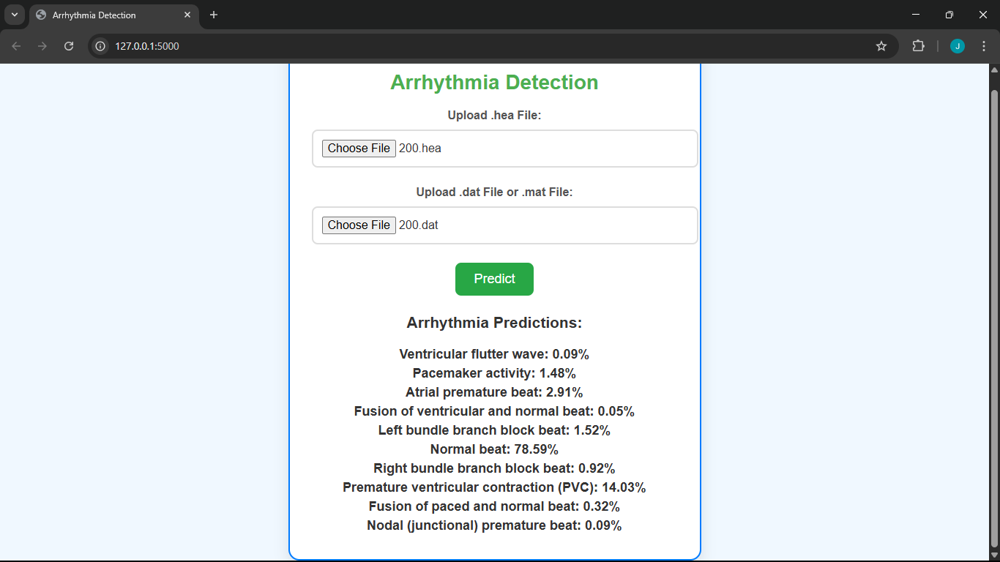 Arrhythmia Detection
127.0.0.1:5000
J
Arrhythmia Detection
Upload .hea File:
Choose File 200.hea
Upload .dat File or .mat File:
Choose File 200.dat
Predict
Arrhythmia Predictions:
Ventricular flutter wave: 0.09%
Pacemaker activity: 1.48%
Atrial premature beat: 2.91%
Fusion of ventricular and normal beat: 0.05%
Left bundle branch block beat: 1.52%
Normal beat: 78.59%
Right bundle branch block beat: 0.92%
Premature ventricular contraction (PVC): 14.03%
Fusion of paced and normal beat: 0.32%
Nodal (junctional) premature beat: 0.09%